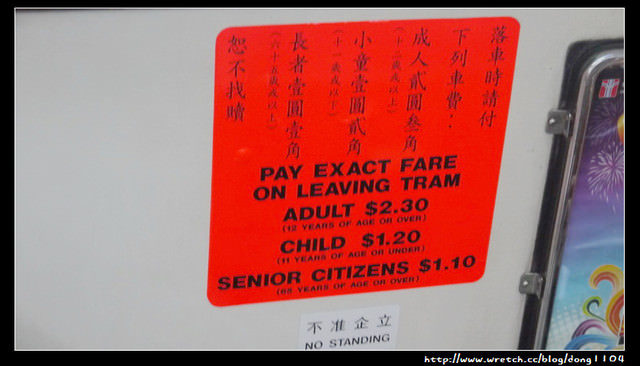 落車時請付
下列車費：
成人貳圓叁角
(十二歲或以上)
小童壹圓貳角
(十一歲或以下)
長者壹圓壹角
(六十五歲或以上)
恕不找贖
PAY EXACT FARE
ON LEAVING TRAM
ADULT $2.30
(12 YEARS OF AGE OR OVER)
CHILD $1.20
(11 YEARS OF AGE OR UNDER)
SENIOR CITIZENS $1.10
(65 YEARS OF AGE OR OVER)
不准企立
NO STANDING
http://www.wretch.cc/blog/dong1104